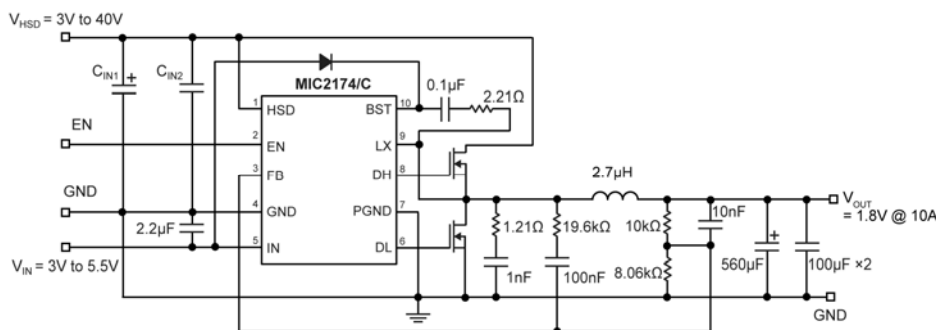 V_HSD = 3V to 40V
C_IN1
+
C_IN2
MIC2174/C
0.1µF
2.21Ω
1
HSD
BST
10
EN
2
EN
LX
9
3
FB
DH
8
2.7µH
GND
4
GND
PGND
7
2.2µF
5
IN
DL
6
V_IN = 3V to 5.5V
1.21Ω
1nF
19.6kΩ
100nF
10kΩ
8.06kΩ
10nF
+
560µF
100µF ×2
V_OUT
= 1.8V @ 10A
GND